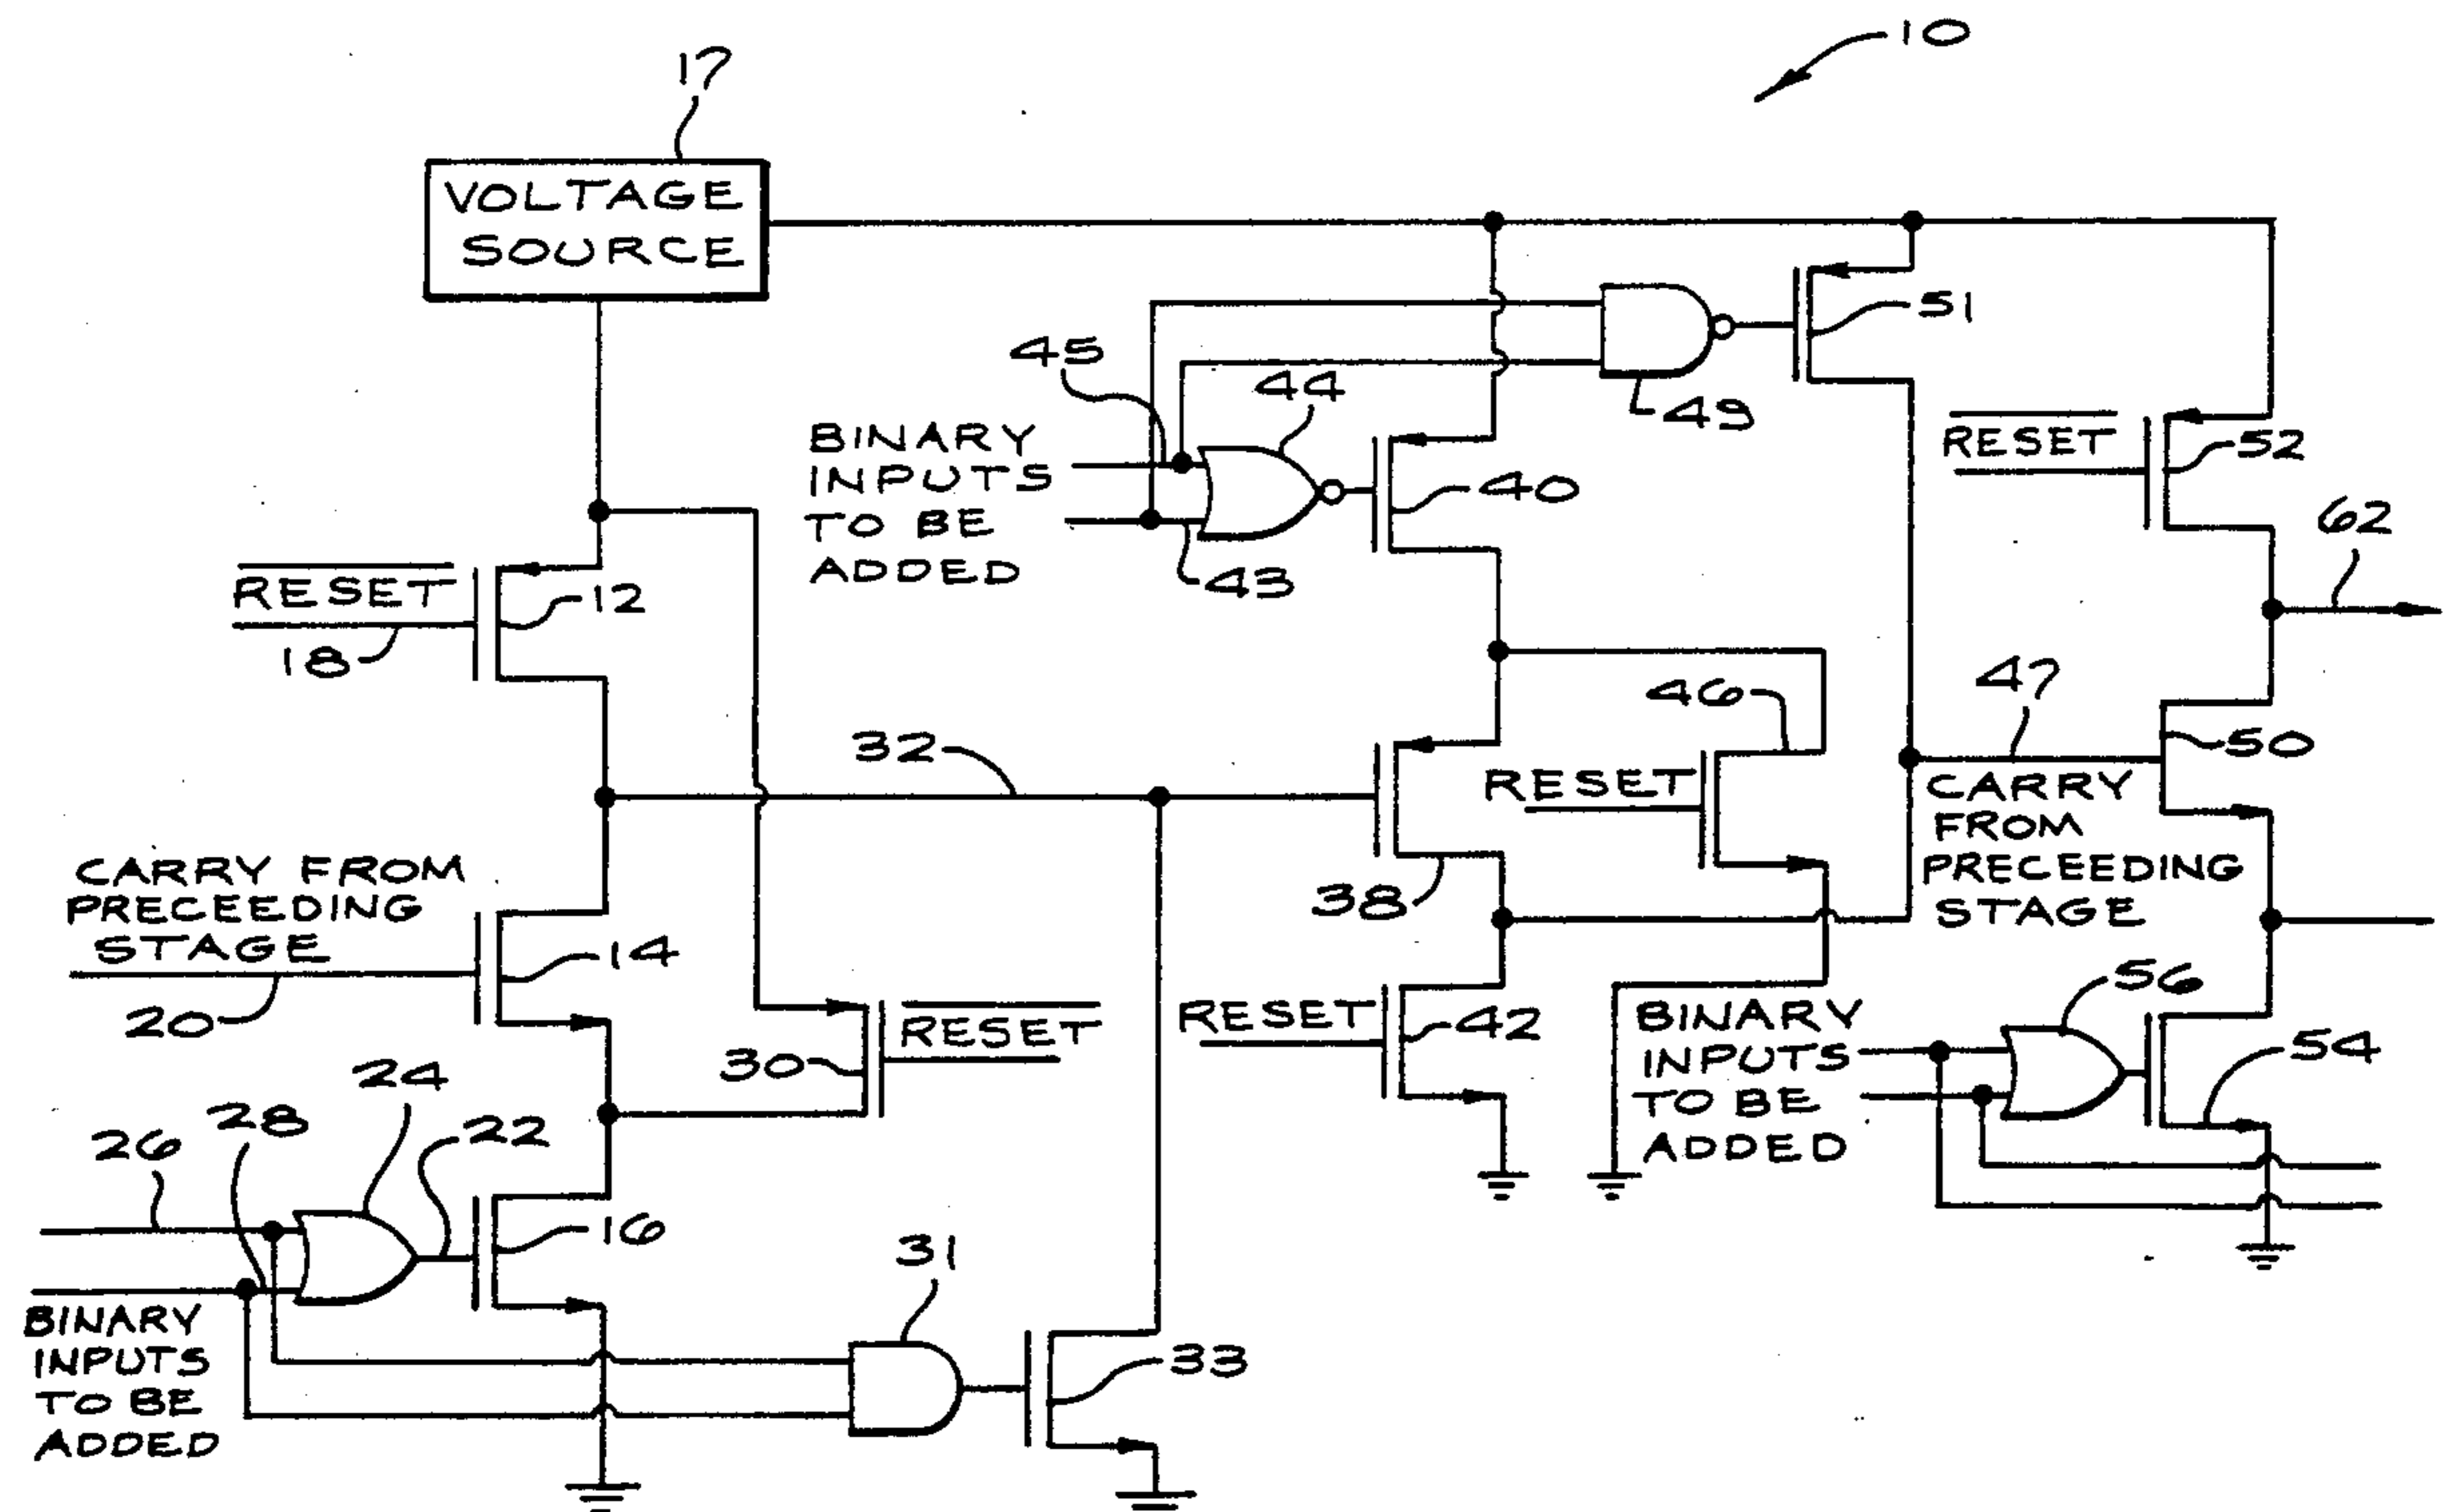 10
17
VOLTAGE
SOURCE
51
45
44
49
BINARY
INPUTS
TO BE
ADDED
40
RESET
52
43
62
RESET
12
18
47
46
32
50
RESET
CARRY
FROM
PRECEEDING
STAGE
38
CARRY FROM
PRECEEDING
STAGE
14
20
RESET
30
RESET
42
BINARY
INPUTS
TO BE
ADDED
56
54
24
28
26
22
16
31
33
BINARY
INPUTS
TO BE
ADDED